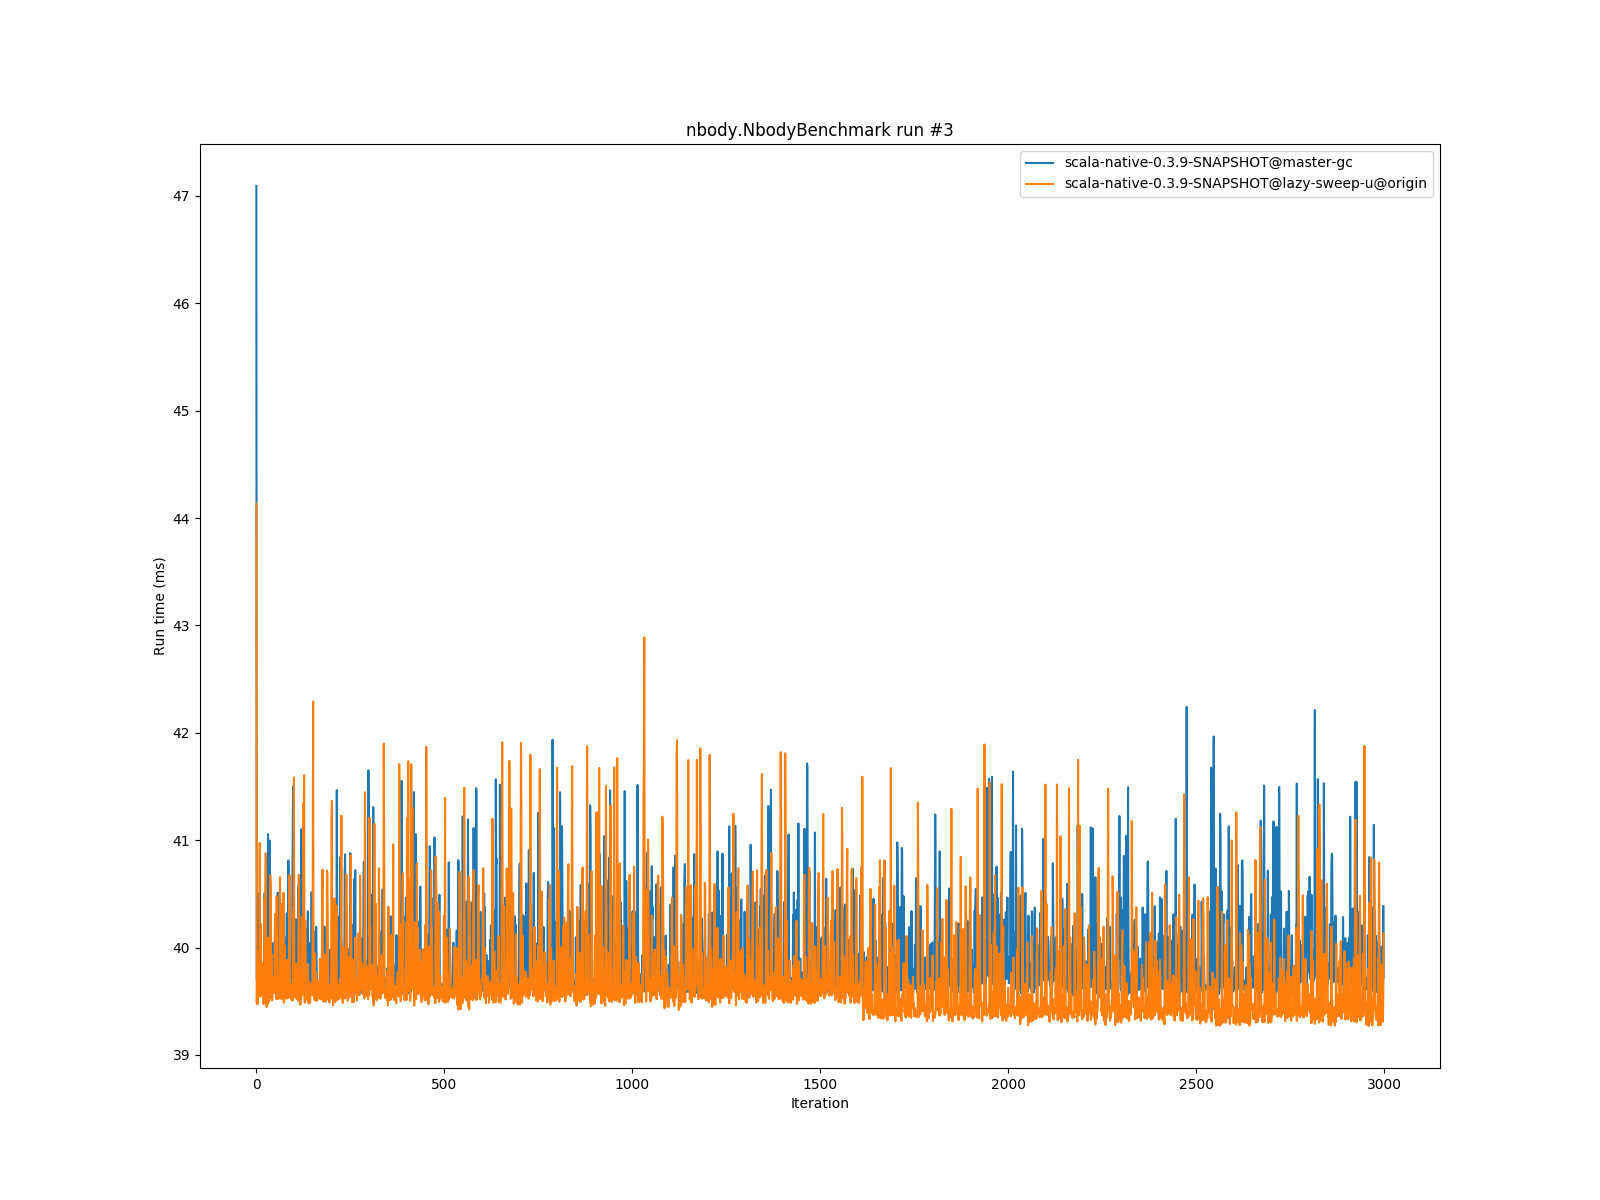 nbody.NbodyBenchmark run #3
scala-native-0.3.9-SNAPSHOT@master-gc
scala-native-0.3.9-SNAPSHOT@lazy-sweep-u@origin
47
46
45
44
43
42
41
40
39
Run time (ms)
0 500 1000 1500 2000 2500 3000
Iteration